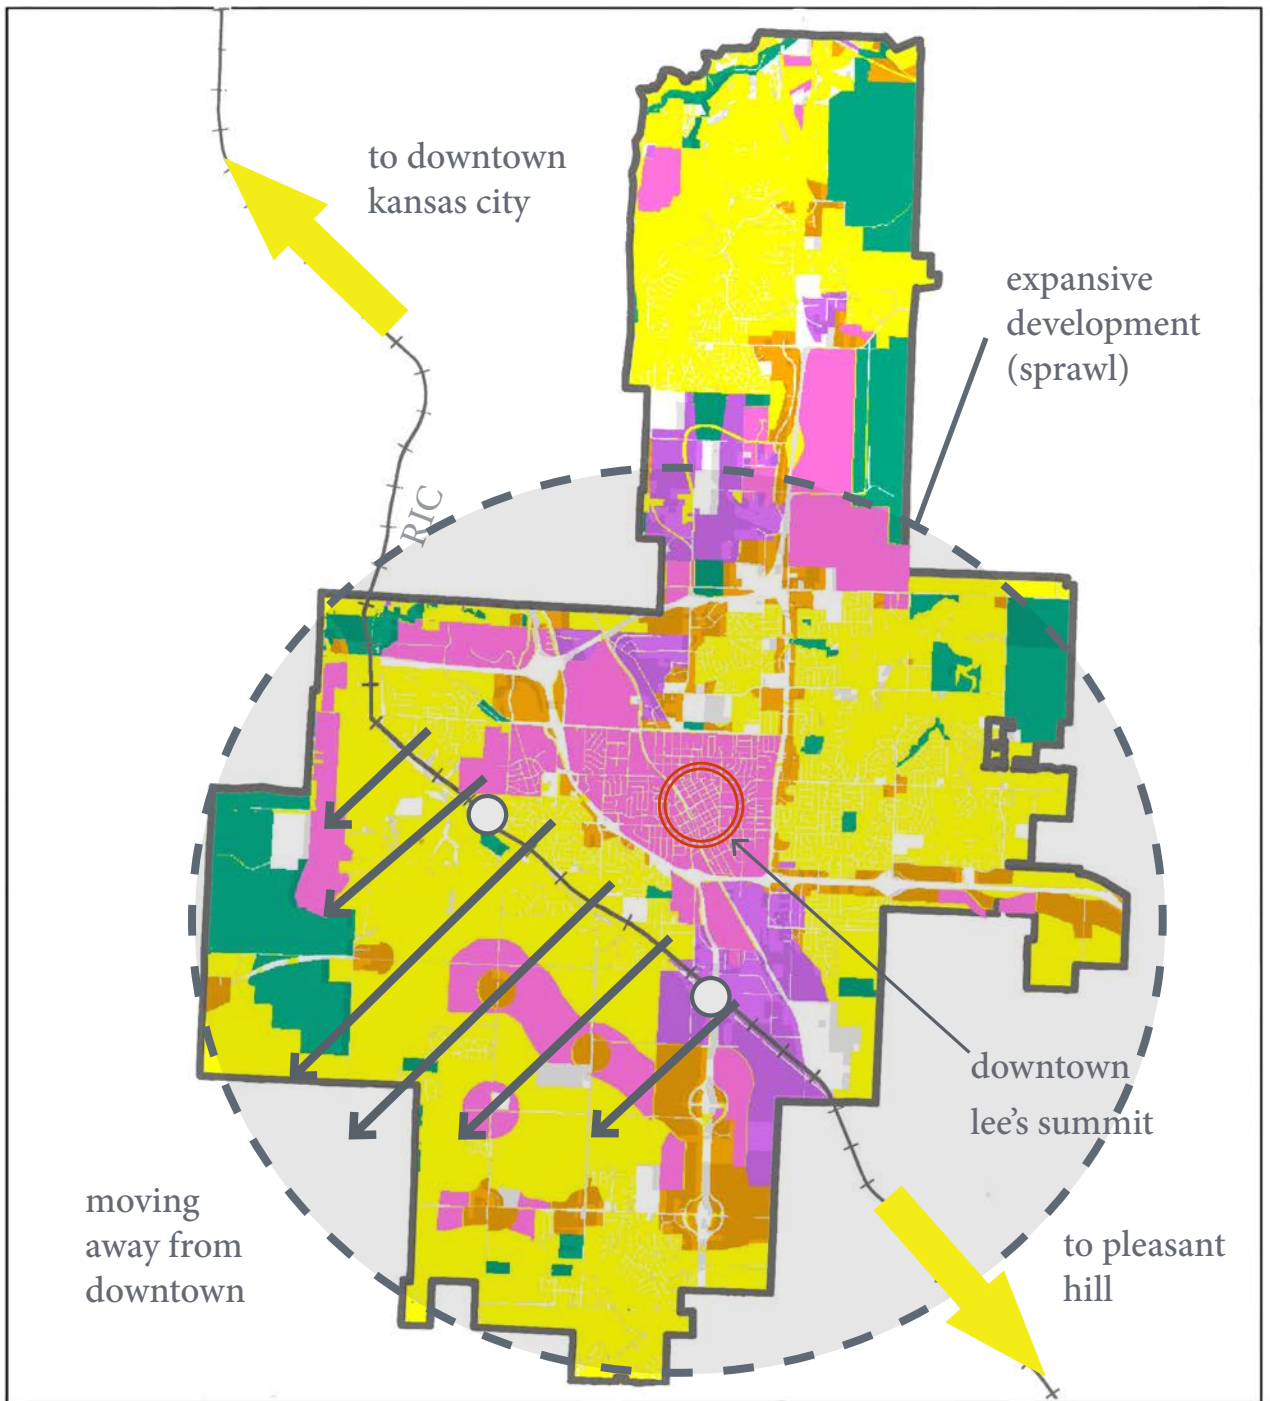 to downtown
kansas city
expansive
development
(sprawl)
RIC
downtown
lee's summit
moving
away from
downtown
to pleasant
hill